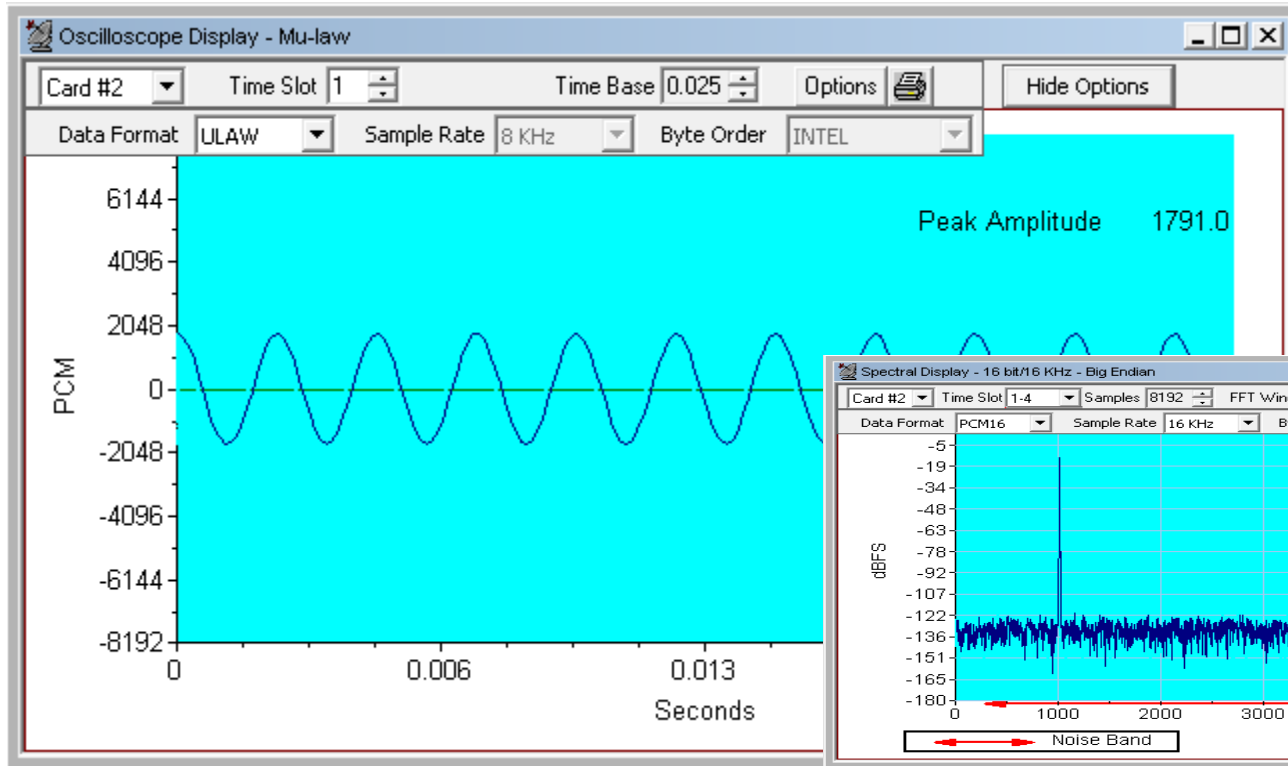 Oscilloscope Display - Mu-law
Card #2 Time Slot 1 Time Base 0.025 Options Hide Options
Data Format ULAW Sample Rate 8 KHz Byte Order INTEL
Peak Amplitude 1791.0
6144
4096
2048
0
-2048
-4096
-6144
-8192
PCM
0 0.006 0.013
Seconds
Spectral Display - 16 bit/16 KHz - Big Endian
Card #2 Time Slot 1-4 Samples 8192 FFT Win
Data Format PCM16 Sample Rate 16 KHz B
-5
-19
-34
-48
-63
-78
-92
-107
-122
-136
-151
-165
-180
dBFS
0 1000 2000 3000
Noise Band